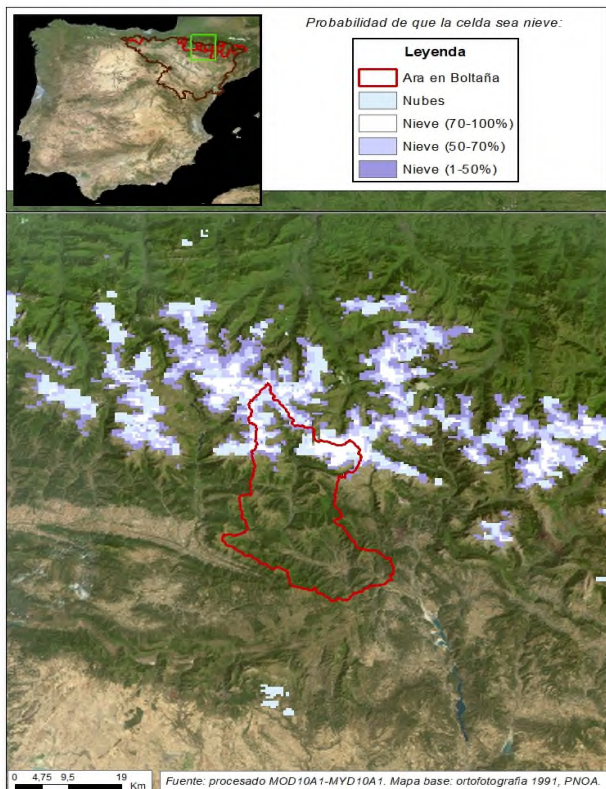 Probabilidad de que la celda sea nieve:
Leyenda
Ara en Boltaña
Nubes
Nieve (70-100%)
Nieve (50-70%)
Nieve (1-50%)
0 4,75 9,5 19
Km
Fuente: procesado MOD10A1-MYD10A1. Mapa base: ortofotografia 1991, PNOA.